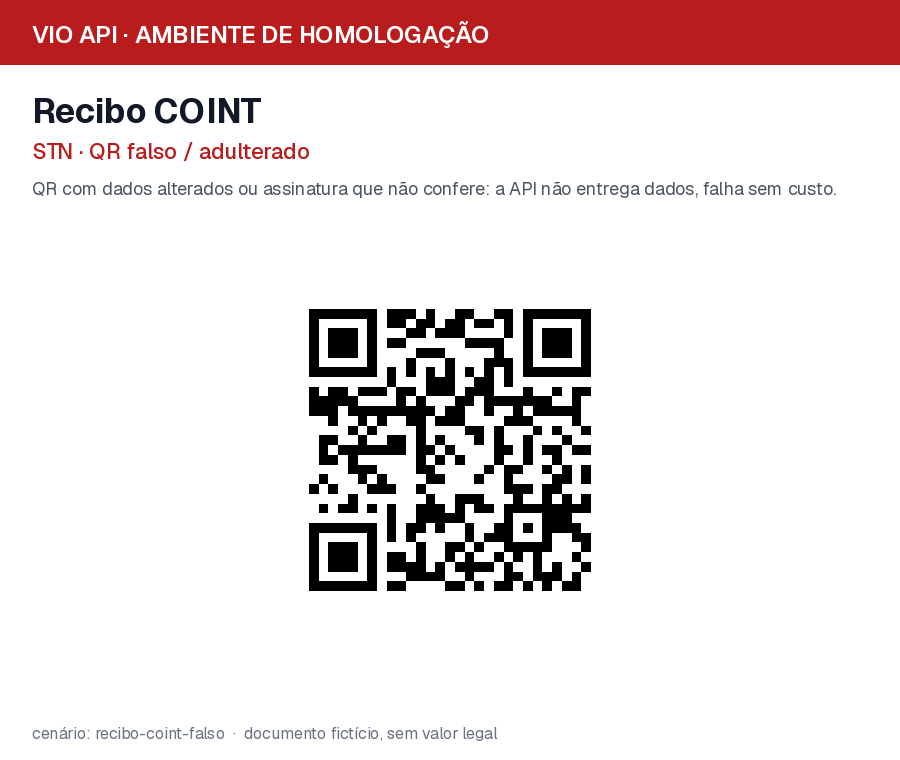 VIO API · AMBIENTE DE HOMOLOGAÇÃO
Recibo COINT
STN · QR falso / adulterado
QR com dados alterados ou assinatura que não confere: a API não entrega dados, falha sem custo.
cenário: recibo-coint-falso · documento fictício, sem valor legal